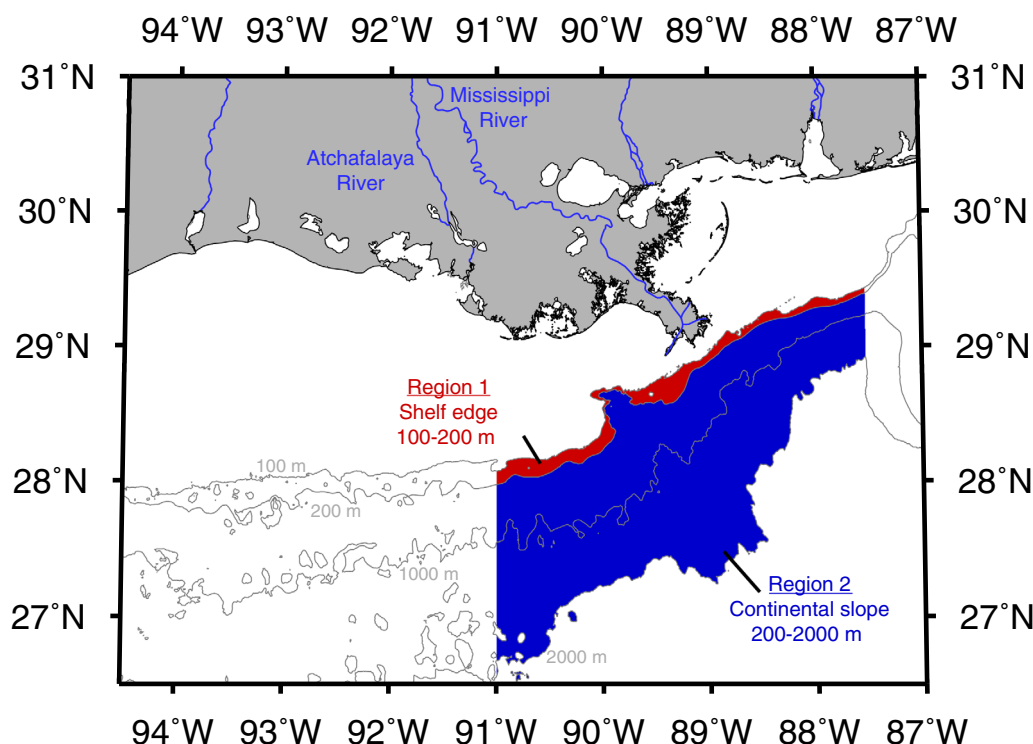 94˚W 93˚W 92˚W 91˚W 90˚W 89˚W 88˚W 87˚W
31˚N 31˚N
Mississippi
River
Atchafalaya
River
30˚N 30˚N
29˚N 29˚N
Region 1
Shelf edge
100-200 m
100 m
28˚N 28˚N
200 m
1000 m
Region 2
Continental slope
200-2000 m
27˚N 27˚N
2000 m
94˚W 93˚W 92˚W 91˚W 90˚W 89˚W 88˚W 87˚W